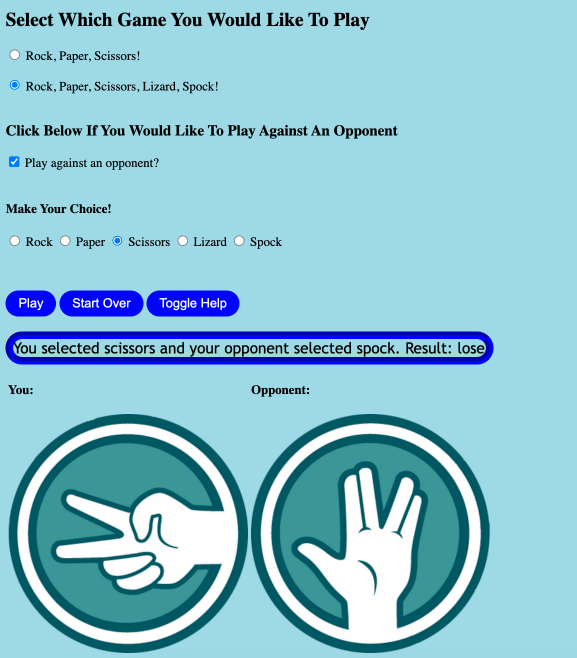 Select Which Game You Would Like To Play
Rock, Paper, Scissors!
Rock, Paper, Scissors, Lizard, Spock!
Click Below If You Would Like To Play Against An Opponent
Play against an opponent?
Make Your Choice!
Rock Paper Scissors Lizard Spock
Play Start Over Toggle Help
You selected scissors and your opponent selected spock. Result: lose
You: Opponent: